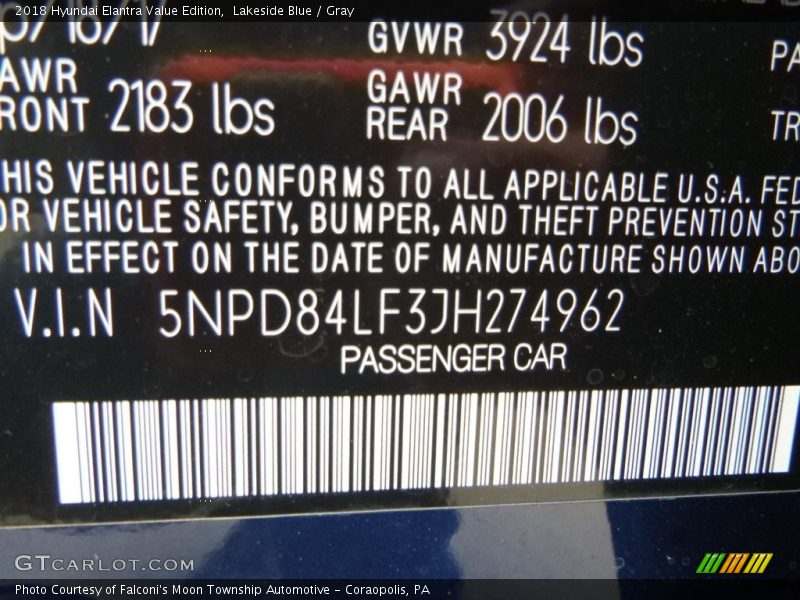 2018 Hyundai Elantra Value Edition, Lakeside Blue / Gray
GVWR 3924 lbs
AWR FRONT 2183 lbs
GAWR REAR 2006 lbs
HIS VEHICLE CONFORMS TO ALL APPLICABLE U.S.A. FED
OR VEHICLE SAFETY, BUMPER, AND THEFT PREVENTION ST
IN EFFECT ON THE DATE OF MANUFACTURE SHOWN ABO
V.I.N 5NPD84LF3JH274962
PASSENGER CAR
GTCARLOT.COM
Photo Courtesy of Falconi's Moon Township Automotive - Coraopolis, PA